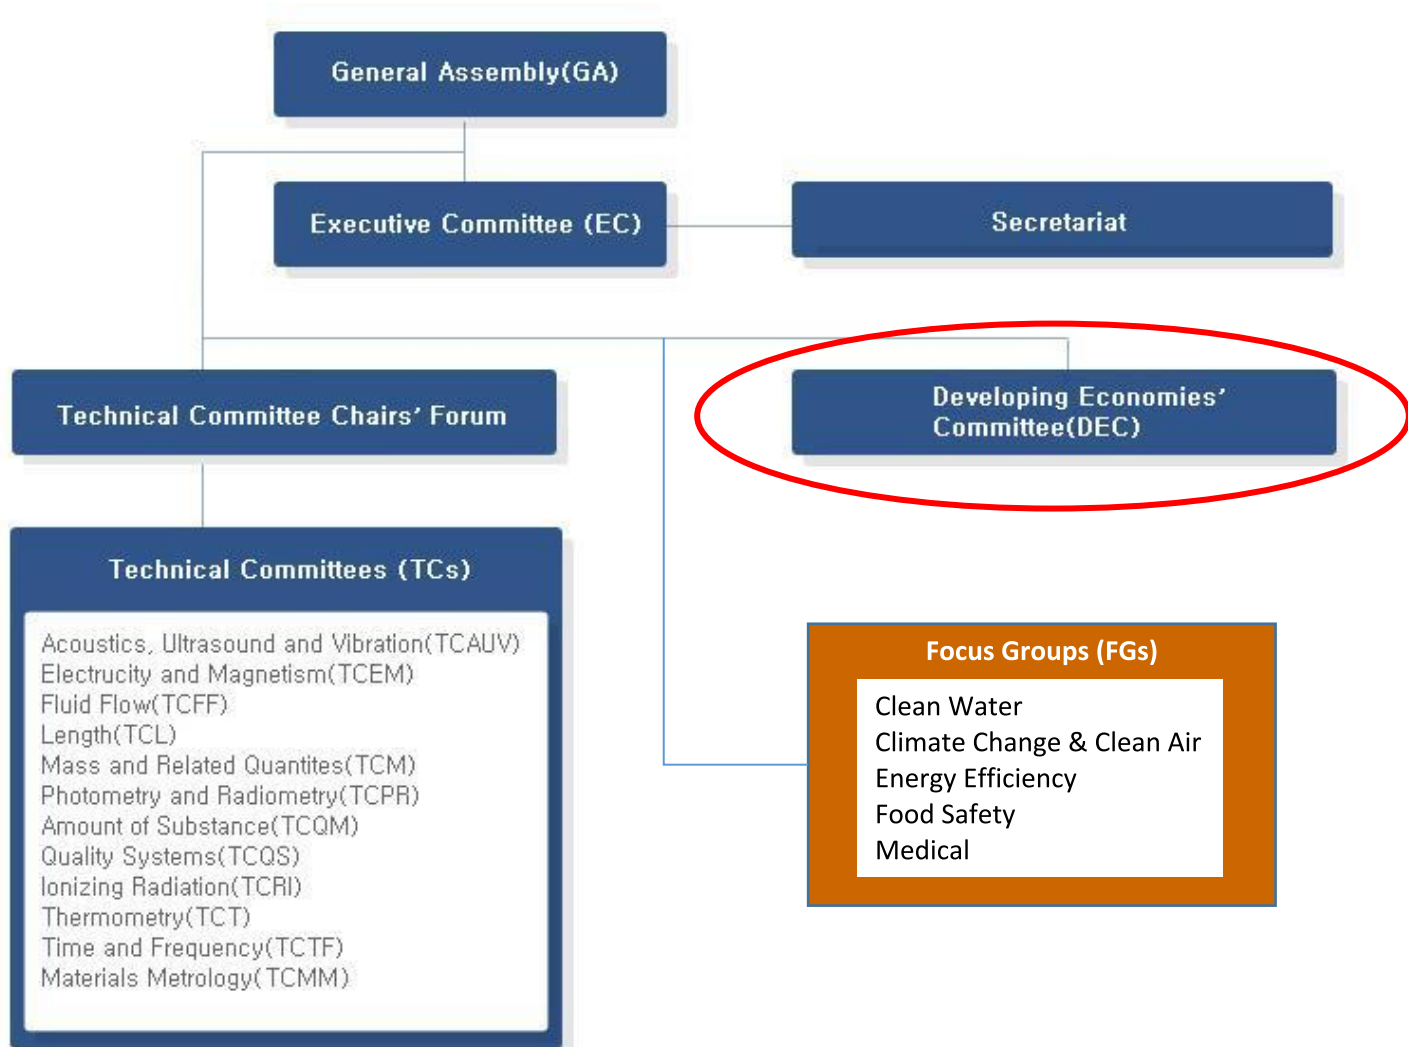 General Assembly(GA)
Executive Committee (EC)
Secretariat
Technical Committee Chairs' Forum
Developing Economies'
Committee(DEC)
Technical Committees (TCs)
Acoustics, Ultrasound and Vibration(TCAUV)
Electrucity and Magnetism(TCEM)
Fluid Flow(TCFF)
Length(TCL)
Mass and Related Quantites(TCM)
Photometry and Radiometry(TCPR)
Amount of Substance(TCQM)
Quality Systems(TCQS)
Ionizing Radiation(TCRI)
Thermometry(TCT)
Time and Frequency(TCTF)
Materials Metrology(TCMM)
Focus Groups (FGs)
Clean Water
Climate Change & Clean Air
Energy Efficiency
Food Safety
Medical